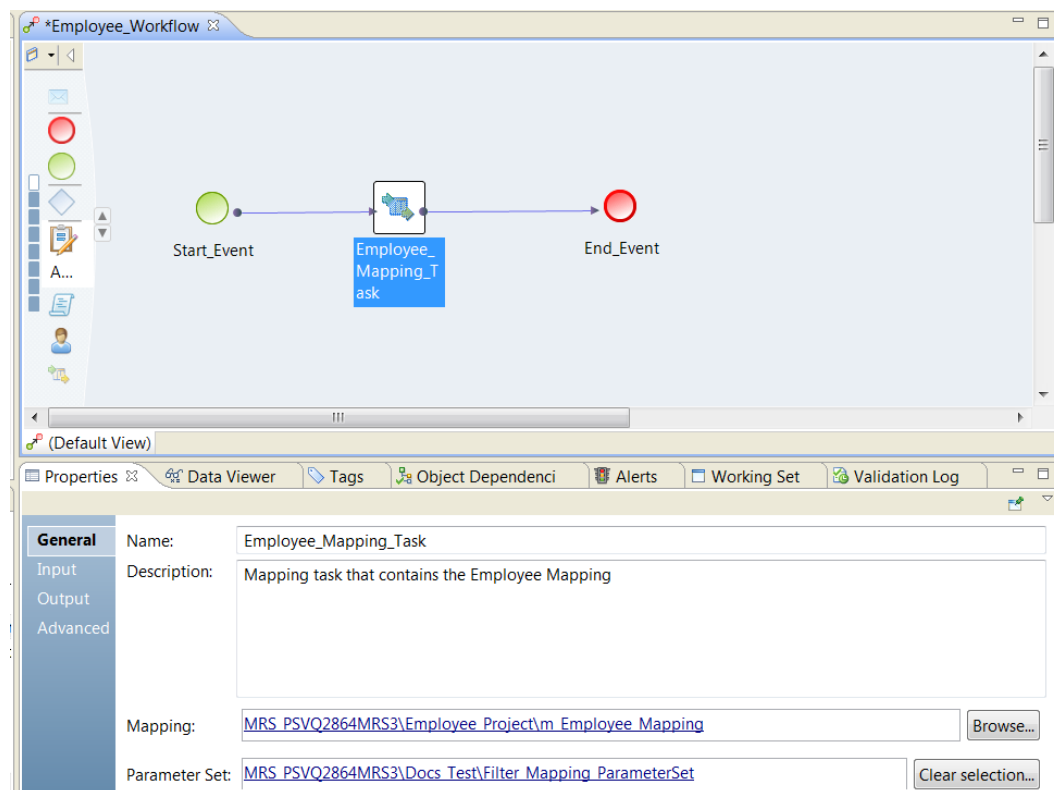 *Employee_Workflow
A...
Start_Event
Employee_
Mapping_T
ask
End_Event
(Default View)
Properties
Data Viewer
Tags
Object Dependenci
Alerts
Working Set
Validation Log
General
Input
Output
Advanced
Name:
Employee_Mapping_Task
Description:
Mapping task that contains the Employee Mapping
Mapping:
MRS_PSVQ2864MRS3\Employee_Project\m_Employee_Mapping
Browse...
Parameter Set:
MRS_PSVQ2864MRS3\Docs_Test\Filter_Mapping_ParameterSet
Clear selection...